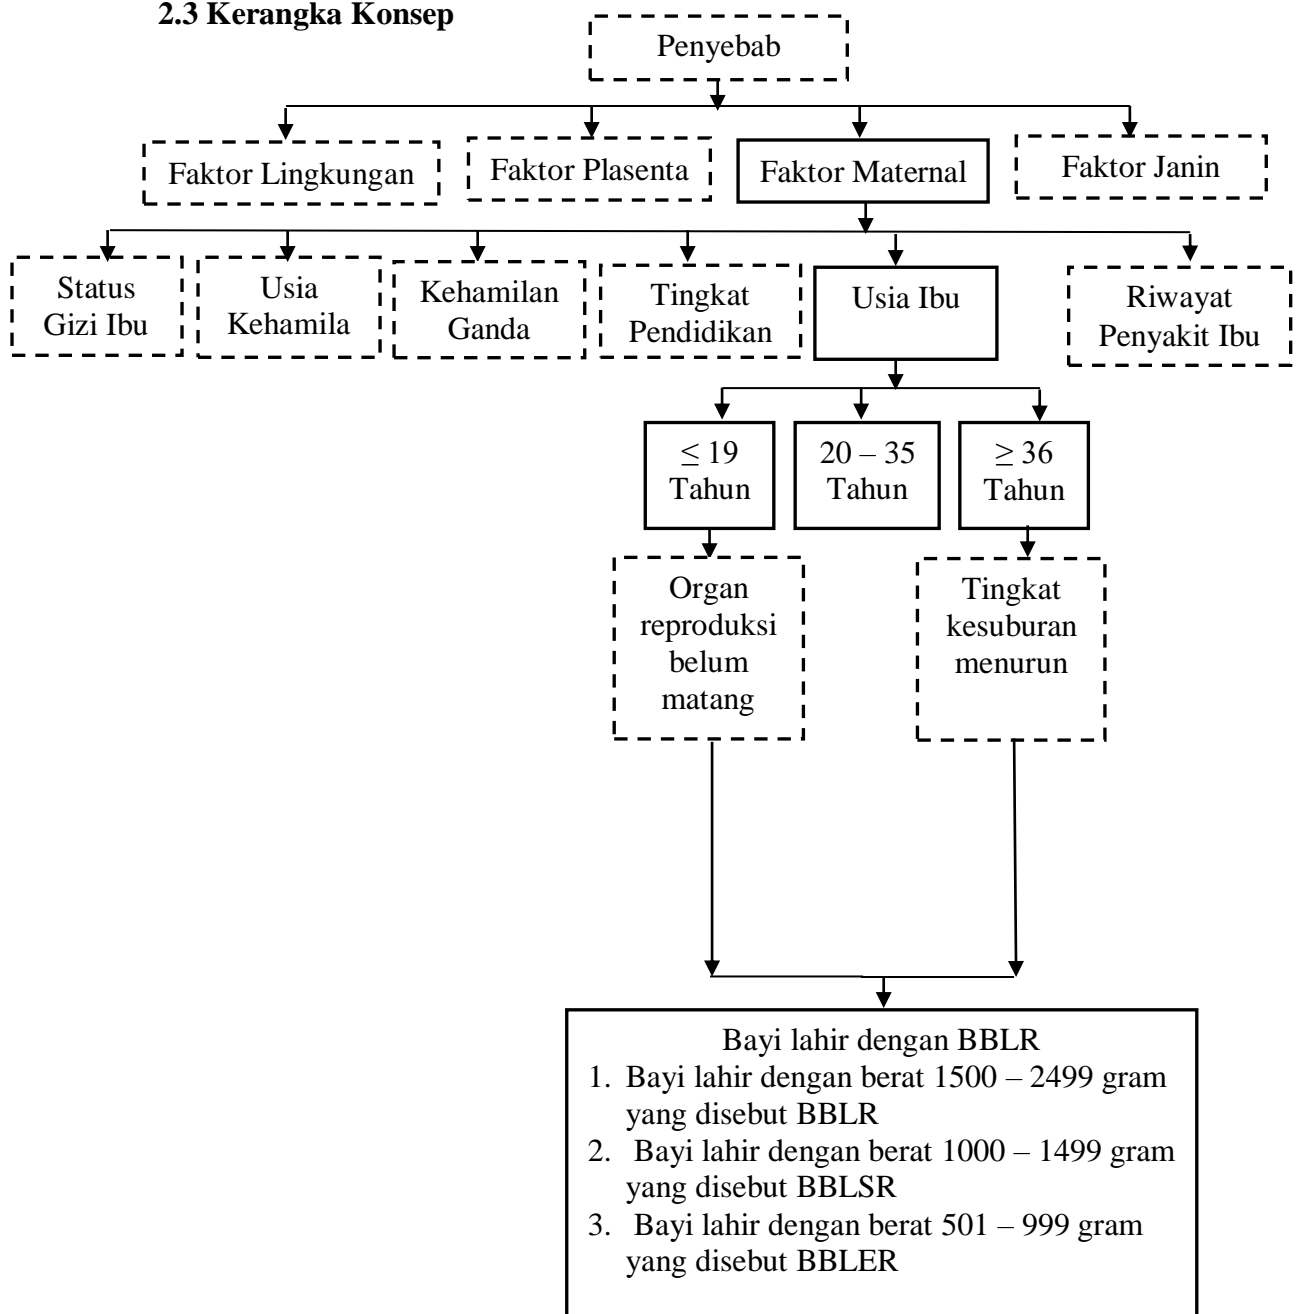 2.3 Kerangka Konsep
Penyebab
Faktor Lingkungan
Faktor Plasenta
Faktor Maternal
Faktor Janin
Status
Gizi Ibu
Usia
Kehamila
Kehamilan
Ganda
Tingkat
Pendidikan
Usia Ibu
Riwayat
Penyakit Ibu
≤ 19
Tahun
20 – 35
Tahun
≥ 36
Tahun
Organ
reproduksi
belum
matang
Tingkat
kesuburan
menurun
Bayi lahir dengan BBLR
1. Bayi lahir dengan berat 1500 – 2499 gram
yang disebut BBLR
2. Bayi lahir dengan berat 1000 – 1499 gram
yang disebut BBLSR
3. Bayi lahir dengan berat 501 – 999 gram
yang disebut BBLER